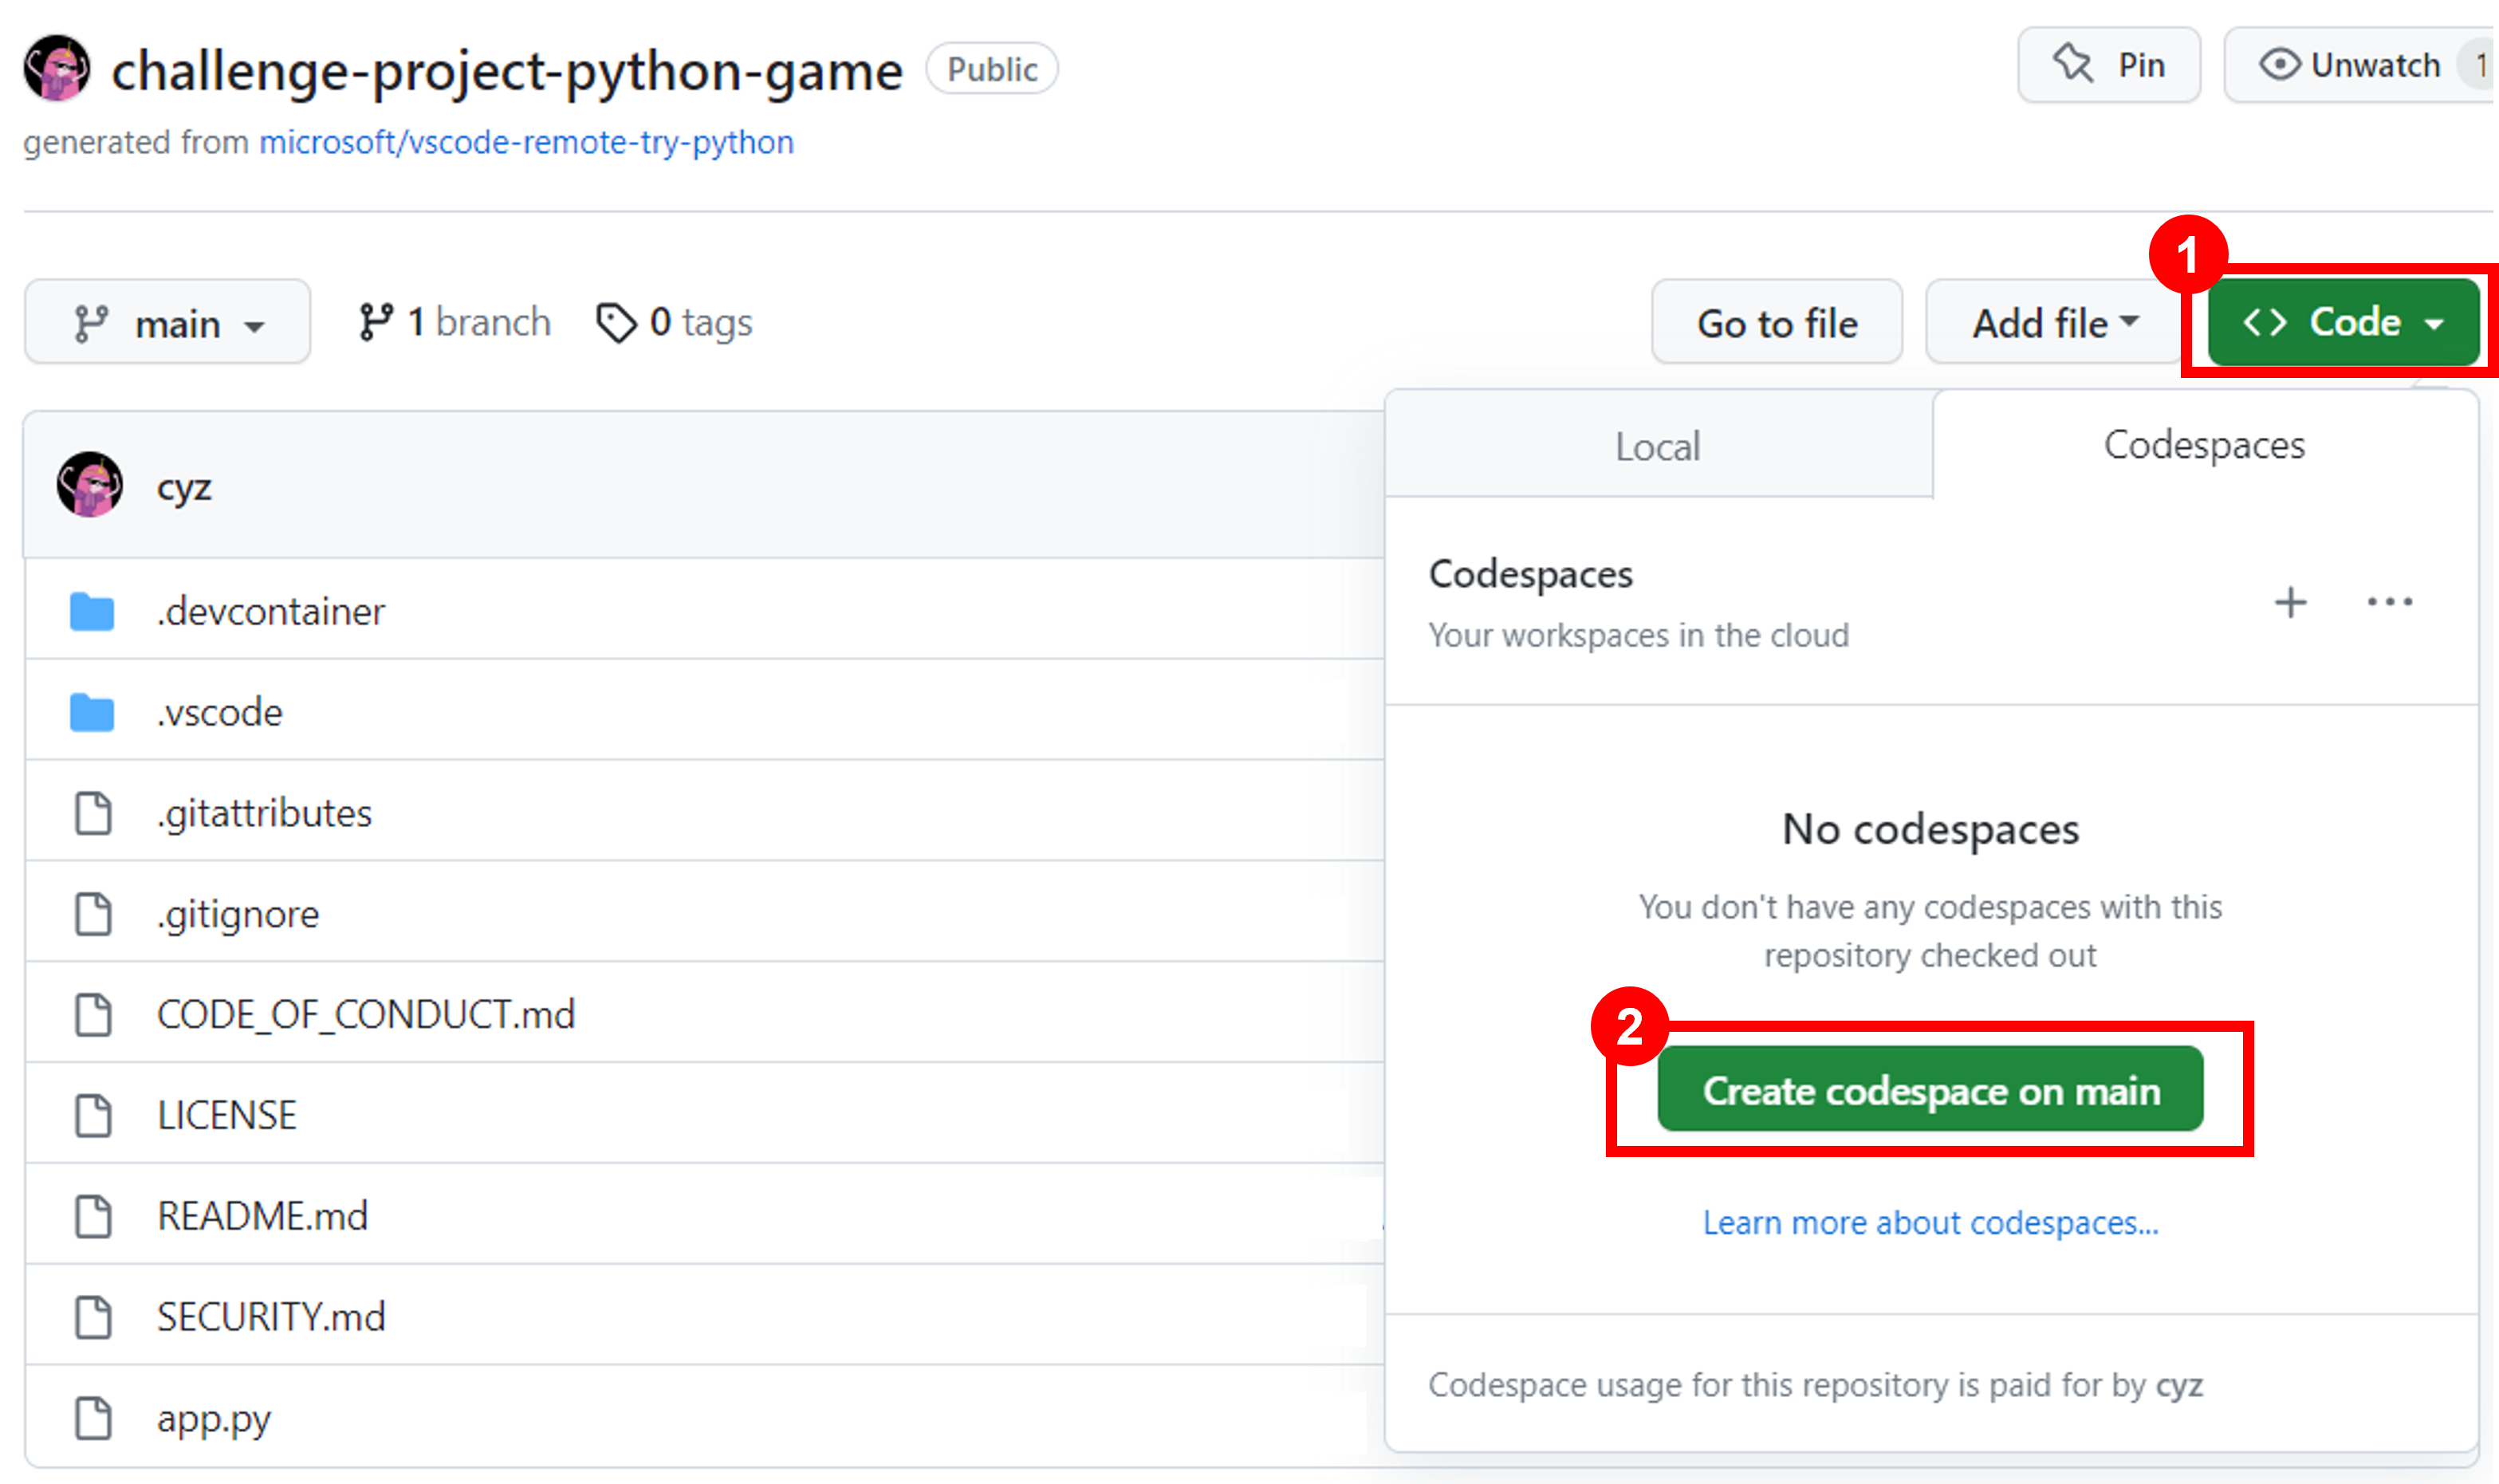 challenge-project-python-game Public Pin Unwatch 1
generated from microsoft/vscode-remote-try-python
1
main 1 branch 0 tags Go to file Add file <> Code
Local Codespaces
cyz
Codespaces
Your workspaces in the cloud
.devcontainer
.vscode
.gitattributes
.gitignore
CODE_OF_CONDUCT.md
LICENSE
README.md
SECURITY.md
app.py
No codespaces
You don't have any codespaces with this
repository checked out
2
Create codespace on main
Learn more about codespaces...
Codespace usage for this repository is paid for by cyz